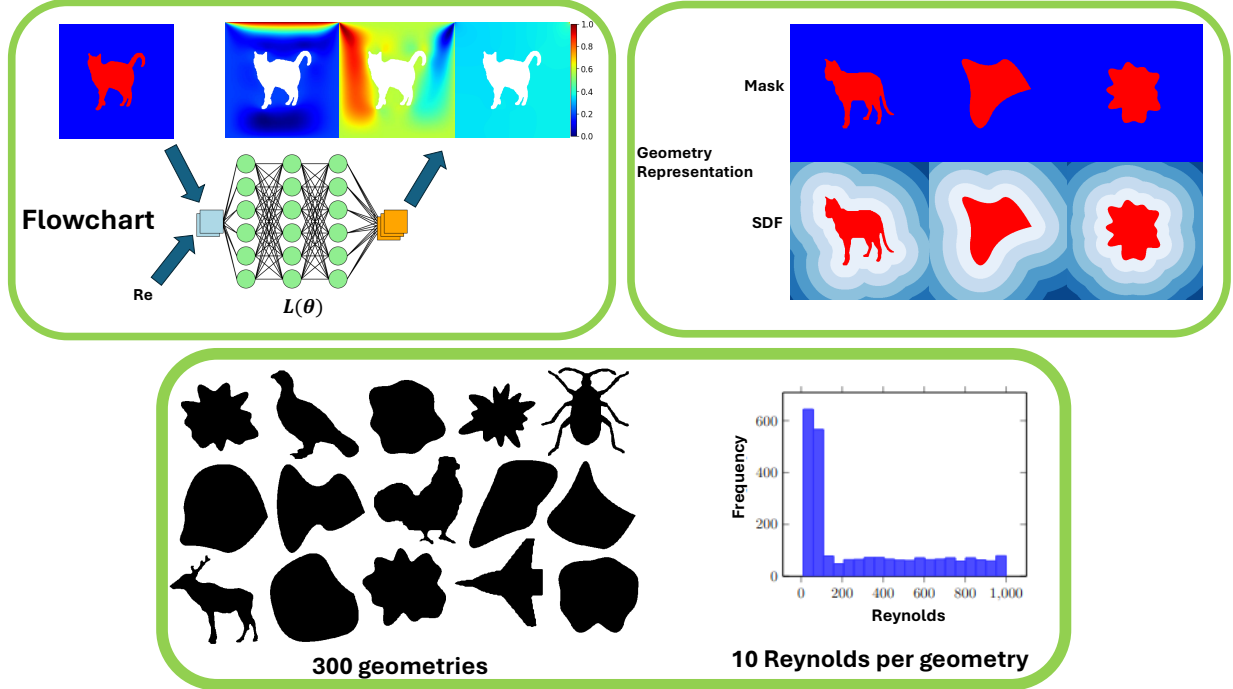 1.0
0.8
0.6
0.4
0.2
0.0
Flowchart
Re
L(θ)
Mask
Geometry
Representation
SDF
600
400
200
0
Frequency
0 200 400 600 800 1,000
Reynolds
300 geometries
10 Reynolds per geometry